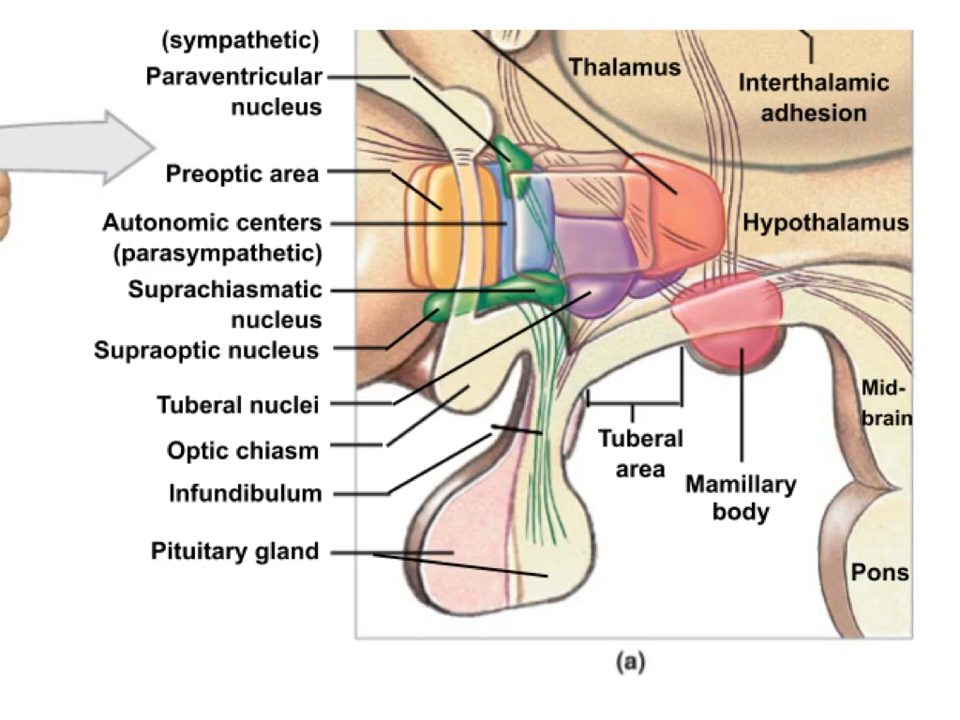 (sympathetic)
Paraventricular
nucleus
Preoptic area
Autonomic centers
(parasympathetic)
Suprachiasmatic
nucleus
Supraoptic nucleus
Tuberal nuclei
Optic chiasm
Infundibulum
Pituitary gland
Thalamus
Interthalamic
adhesion
Hypothalamus
Mid-
brain
Tuberal
area
Mamillary
body
Pons
(a)